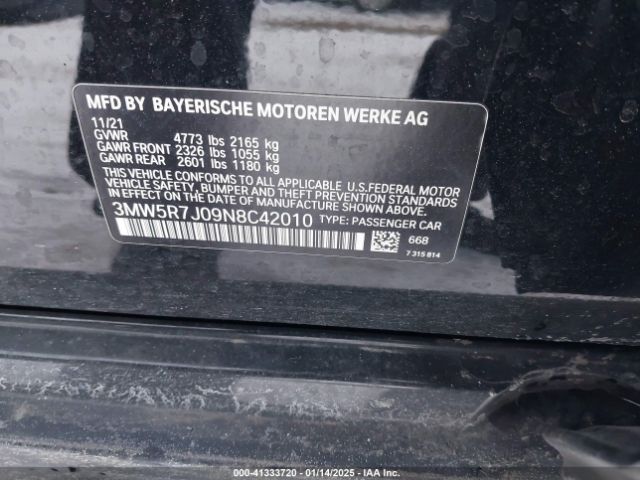 MFD BY BAYERISCHE MOTOREN WERKE AG
11/21
GVWR 4773 lbs 2165 kg
GAWR FRONT 2326 lbs 1055 kg
GAWR REAR 2601 lbs 1180 kg
THIS VEHICLE CONFORMS TO ALL APPLICABLE U.S.FEDERAL MOTOR
VEHICLE SAFETY, BUMPER AND THEFT PREVENTION STANDARDS
IN EFFECT ON THE DATE OF MANUFACTURE SHOWN ABOVE.
3MW5R7J09N8C42010 TYPE: PASSENGER CAR
668
7 315 814
000-41333720 - 01/14/2025 - IAA Inc.